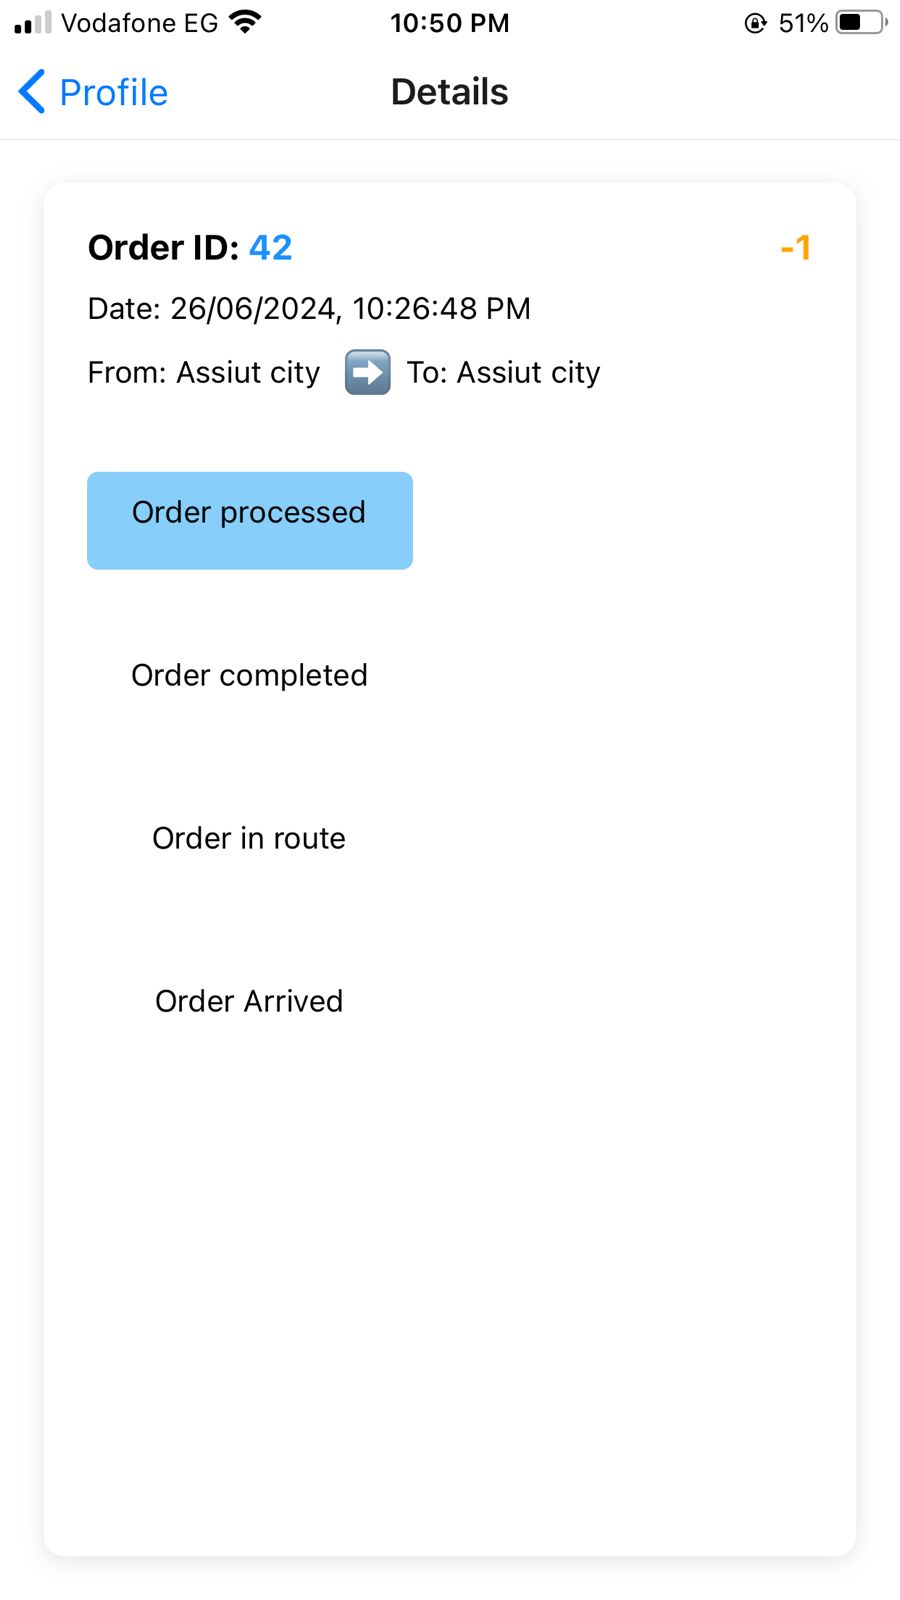 Vodafone EG 10:50 PM 51%
Profile Details
Order ID: 42 -1
Date: 26/06/2024, 10:26:48 PM
From: Assiut city ➡️ To: Assiut city
Order processed
Order completed
Order in route
Order Arrived